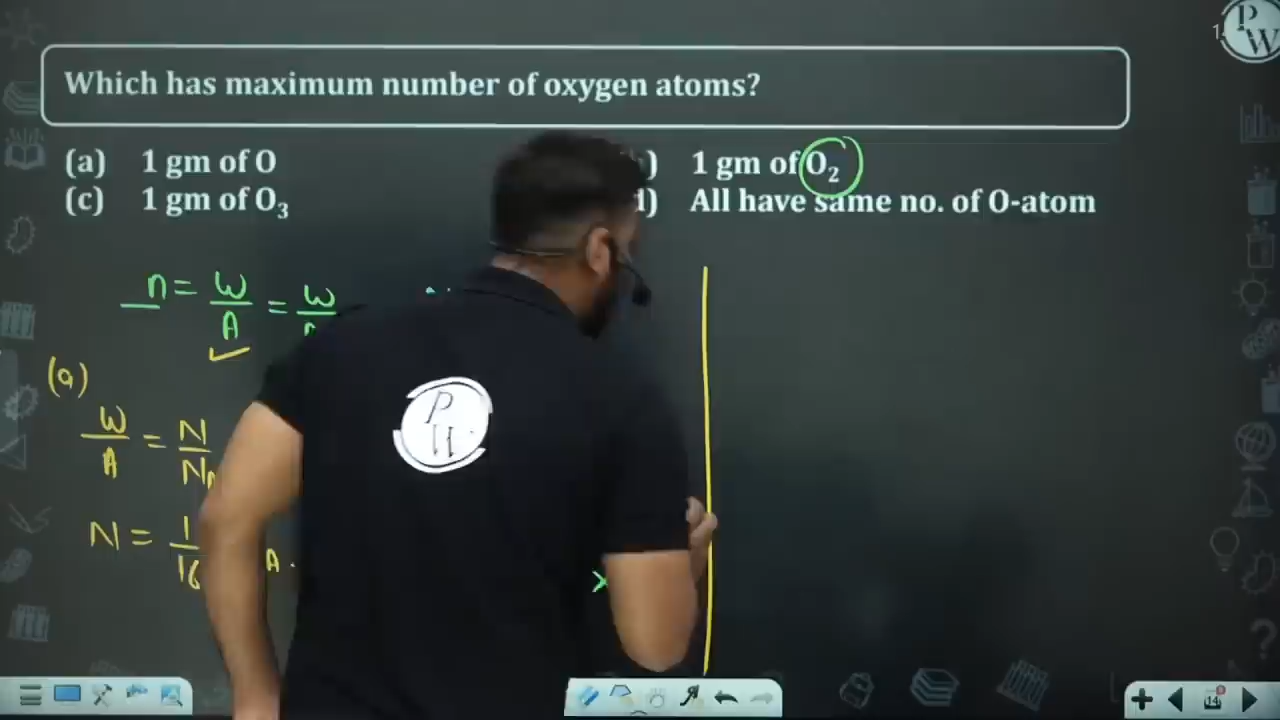 P
W
Which has maximum number of oxygen atoms?
(a) 1 gm of O
1 gm of O₂
(c) 1 gm of O₃
All have same no. of O-atom
n = W/A = W/
(a)
W/A = N/N
N = 1/16 A.
P
W
14